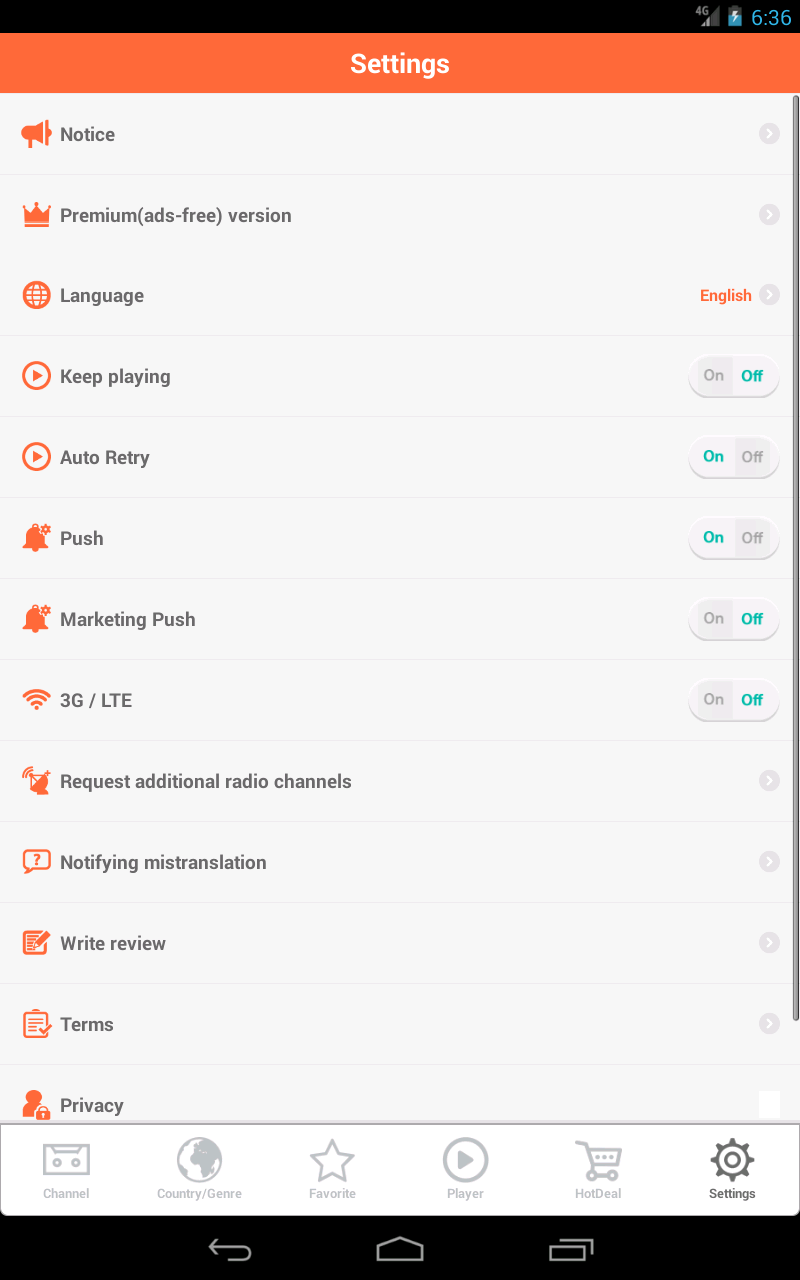 4G 6:36
Settings
Notice
Premium(ads-free) version
Language English
Keep playing On Off
Auto Retry On Off
Push On Off
Marketing Push On Off
3G / LTE On Off
Request additional radio channels
? Notifying mistranslation
Write review
Terms
Privacy
Channel Country/Genre Favorite Player HotDeal Settings